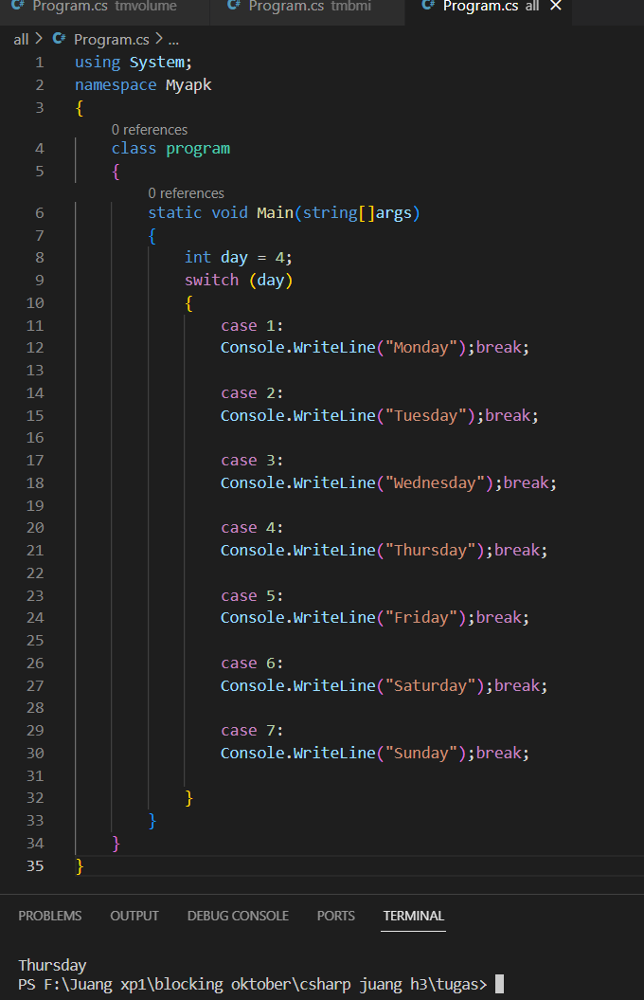 C# Program.cs tmvolume C# Program.cs tmbmi C# Program.cs all ✕
all > C# Program.cs > ...
1 using System;
2 namespace Myapk
3 {
0 references
4 class program
5 {
0 references
6 static void Main(string[]args)
7 {
8 int day = 4;
9 switch (day)
10 {
11 case 1:
12 Console.WriteLine("Monday");break;
13
14 case 2:
15 Console.WriteLine("Tuesday");break;
16
17 case 3:
18 Console.WriteLine("Wednesday");break;
19
20 case 4:
21 Console.WriteLine("Thursday");break;
22
23 case 5:
24 Console.WriteLine("Friday");break;
25
26 case 6:
27 Console.WriteLine("Saturday");break;
28
29 case 7:
30 Console.WriteLine("Sunday");break;
31
32 }
33 }
34 }
35 }
PROBLEMS OUTPUT DEBUG CONSOLE PORTS TERMINAL
Thursday
PS F:\Juang xp1\blocking oktober\csharp juang h3\tugas>